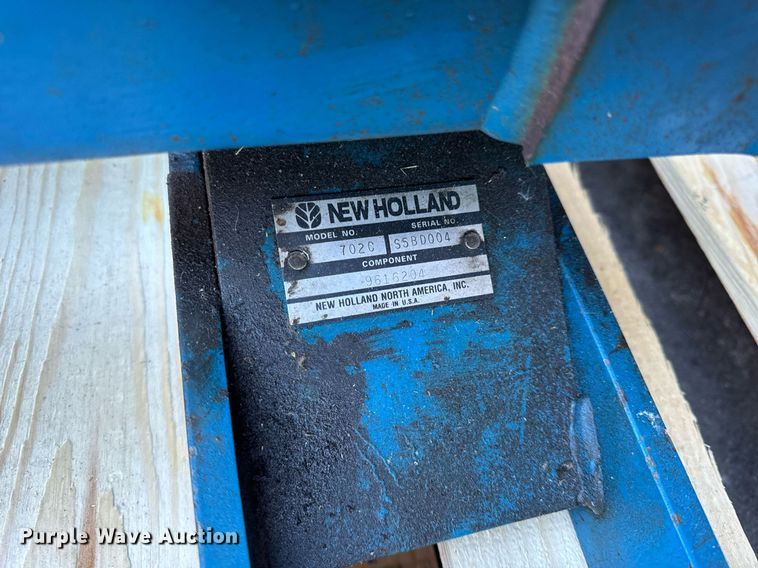 NEW HOLLAND
MODEL NO. SERIAL NO.
702C S5BD004
COMPONENT
9616204
NEW HOLLAND NORTH AMERICA, INC.
MADE IN U.S.A.
Purple Wave Auction